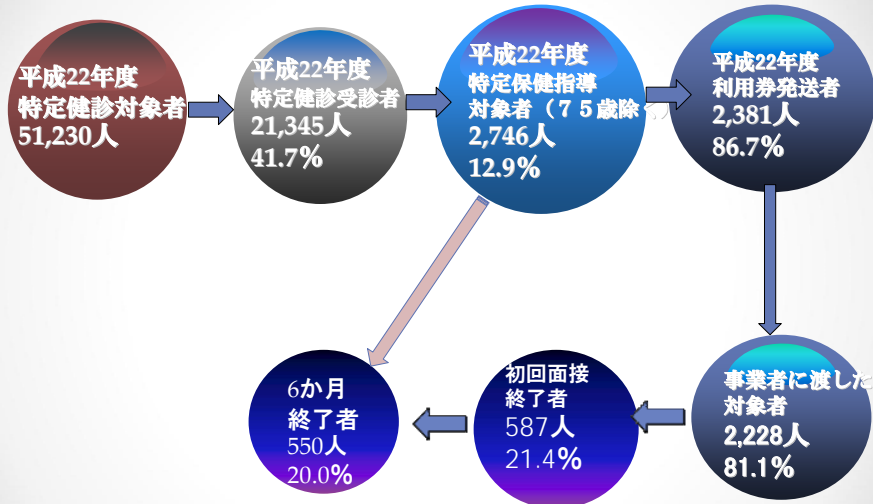 平成22年度
特定健診対象者
51,230人
平成22年度
特定健診受診者
21,345人
41.7%
平成22年度
特定保健指導
対象者（７５歳除
2,746人
12.9%
平成22年度
利用券発送者
2,381人
86.7%
6か月
終了者
550人
20.0%
初回面接
終了者
587人
21.4%
事業者に渡した
対象者
2,228人
81.1%